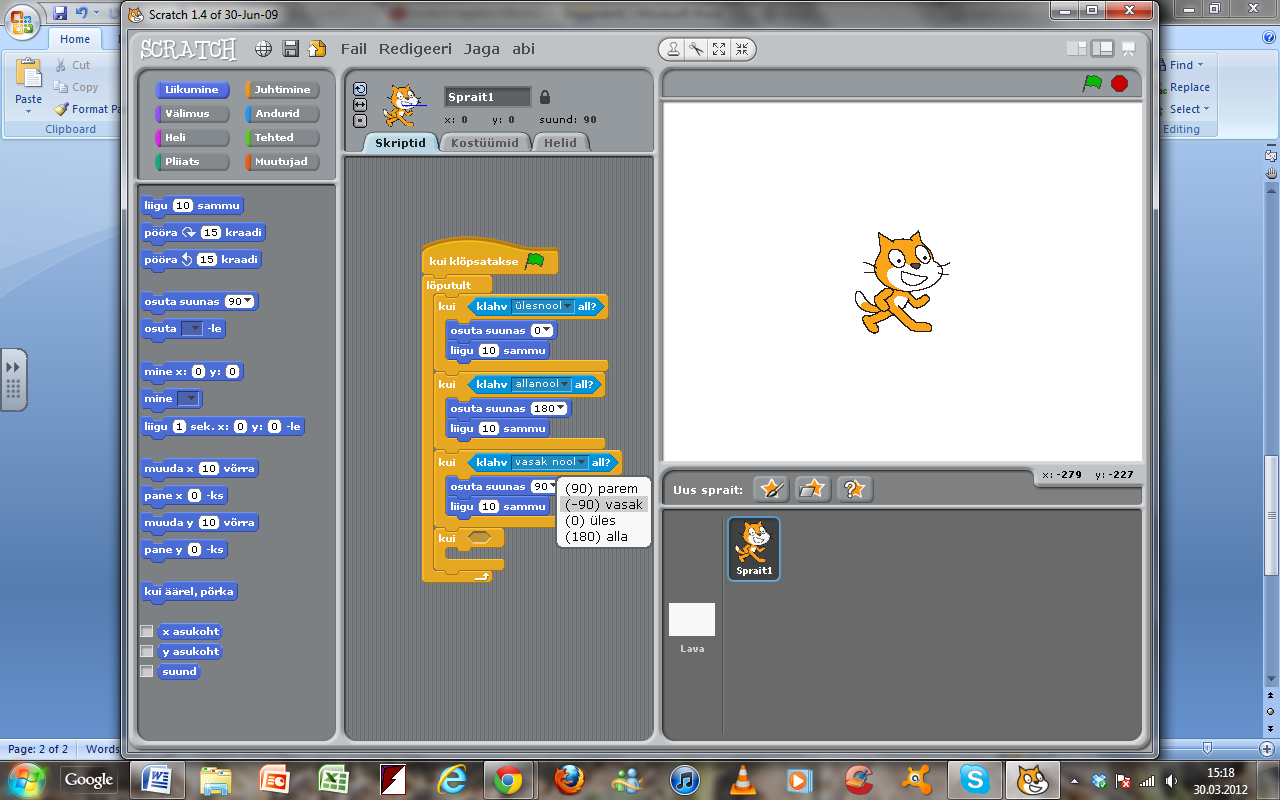 Scratch 1.4 of 30-Jun-09
Home
Cut
Copy
Format Pa
Paste
Clipboard
Find
Replace
Select
Editing
SCRATCH
Fail Redigeeri Jaga abi
Liikumine Juhtimine
Välimus Andurid
Heli Tehted
Pliiats Muutujad
Sprait1
x: 0 y: 0 suund: 90
Skriptid Kostüümid Helid
liigu 10 sammu
pööra 15 kraadi
pööra 15 kraadi
osuta suunas 90
osuta -le
mine x: 0 y: 0
mine
liigu 1 sek. x: 0 y: 0 -le
muuda x 10 võrra
pane x 0 -ks
muuda y 10 võrra
pane y 0 -ks
kui äärel, põrka
x asukoht
y asukoht
suund
kui klõpsatakse
lõputult
kui klahv ülesnool all?
osuta suunas 0
liigu 10 sammu
kui klahv allanool all?
osuta suunas 180
liigu 10 sammu
kui klahv vasak nool all?
osuta suunas 90
liigu 10 sammu
kui
(90) parem
(-90) vasak
(0) üles
(180) alla
x: -279 y: -227
Uus sprait:
Sprait1
Lava
Page: 2 of 2 Words
Google
15:18
30.03.2012